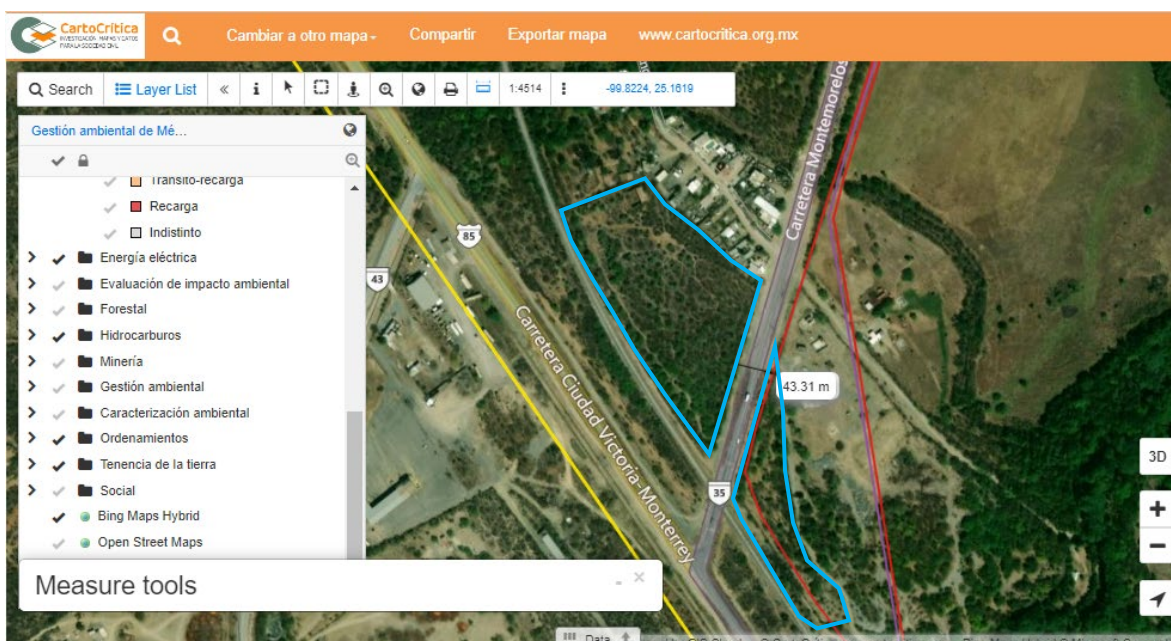 CartoCrítica
INVESTIGACIÓN, MAPAS Y DATOS
PARA LA SOCIEDAD CIVIL
Cambiar a otro mapa
Compartir
Exportar mapa
www.cartocritica.org.mx
Search
Layer List
«
i
1:4514
-99.8224, 25.1619
Gestión ambiental de Mé...
Tránsito-recarga
Recarga
Indistinto
Energía eléctrica
Evaluación de impacto ambiental
Forestal
Hidrocarburos
Minería
Gestión ambiental
Caracterización ambiental
Ordenamientos
Tenencia de la tierra
Social
Bing Maps Hybrid
Open Street Maps
Measure tools
85
43
Carretera Ciudad Victoria-Monterrey
Carretera Montemorelos
43.31 m
35
3D
+
−
Data